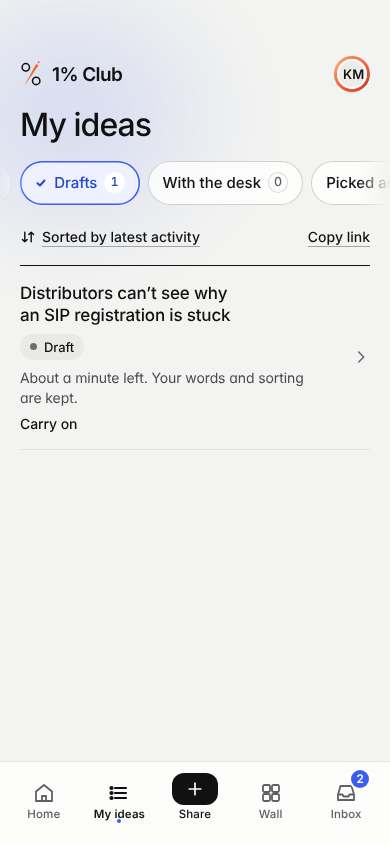 1% Club
KM
My ideas
Drafts 1
With the desk 0
Picked
Sorted by latest activity
Copy link
Distributors can’t see why
an SIP registration is stuck
Draft
About a minute left. Your words and sorting
are kept.
Carry on
Home
My ideas
Share
Wall
Inbox
2